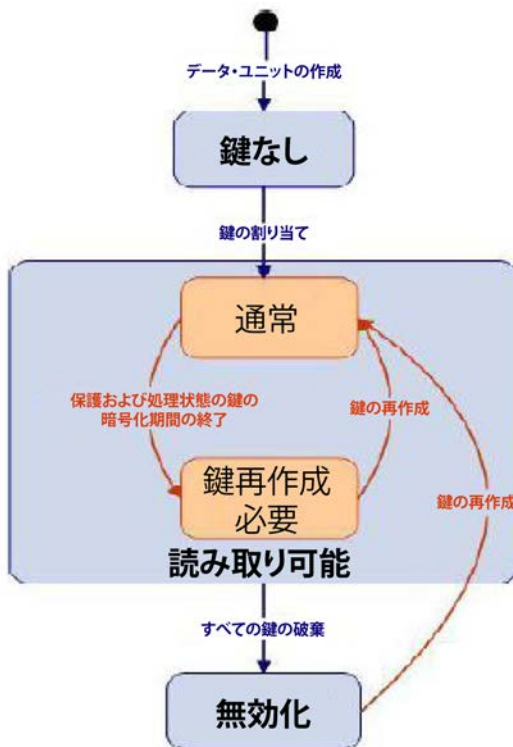 データ・ユニットの作成
鍵なし
鍵の割り当て
通常
保護および処理状態の鍵の
暗号化期間の終了
鍵の再作成
鍵の再作成
鍵再作成
必要
読み取り可能
すべての鍵の破棄
無効化